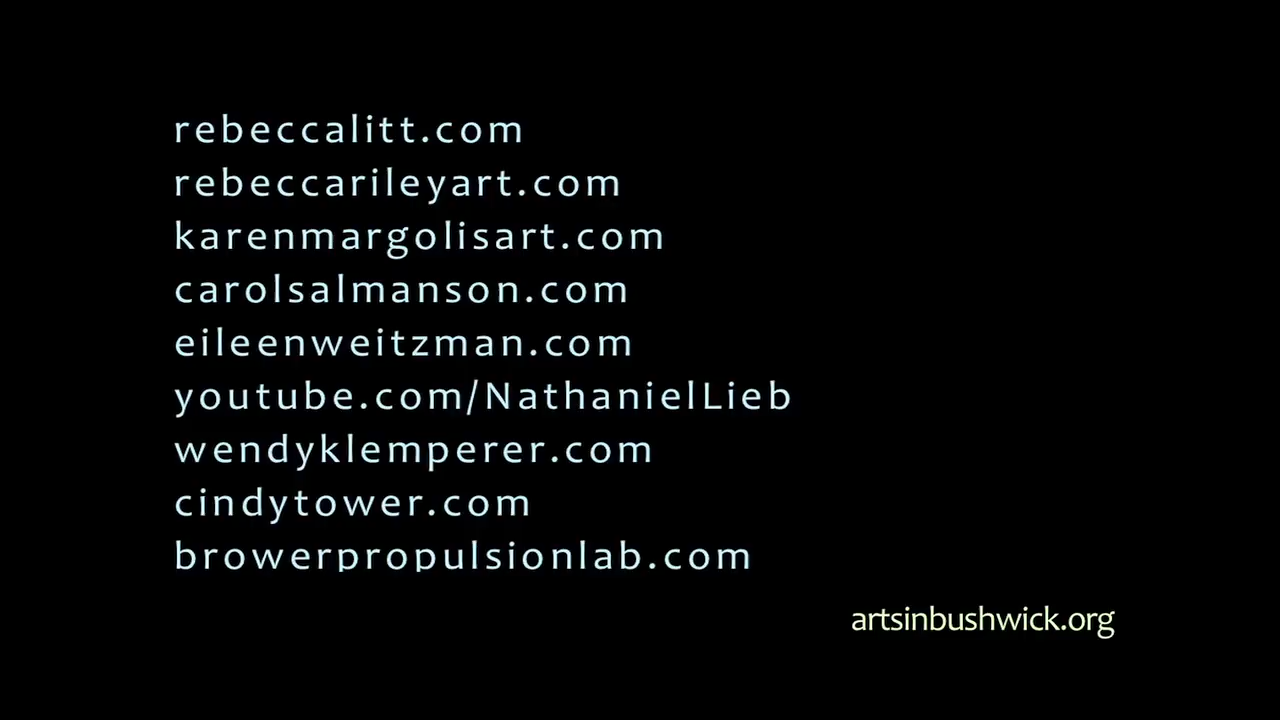 rebeccalitt.com
rebeccarileyart.com
karenmargolisart.com
carolsalmanson.com
eileenweitzman.com
youtube.com/NathanielLieb
wendyklemperer.com
cindytower.com
browerpropulsionlab.com
artsinbushwick.org